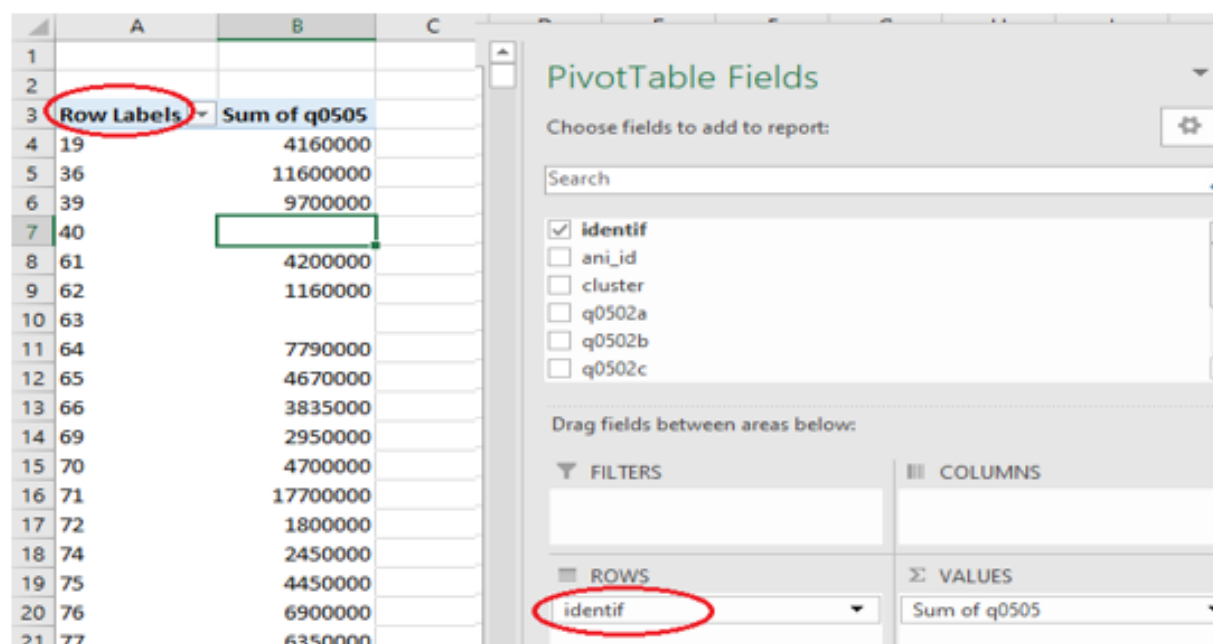 A B C
1
2
3 Row Labels Sum of q0505
4 19 4160000
5 36 11600000
6 39 9700000
7 40
8 61 4200000
9 62 1160000
10 63
11 64 7790000
12 65 4670000
13 66 3835000
14 69 2950000
15 70 4700000
16 71 17700000
17 72 1800000
18 74 2450000
19 75 4450000
20 76 6900000
21 77 6350000
PivotTable Fields
Choose fields to add to report:
Search
identif
ani_id
cluster
q0502a
q0502b
q0502c
Drag fields between areas below:
FILTERS
COLUMNS
ROWS
Σ VALUES
identif
Sum of q0505